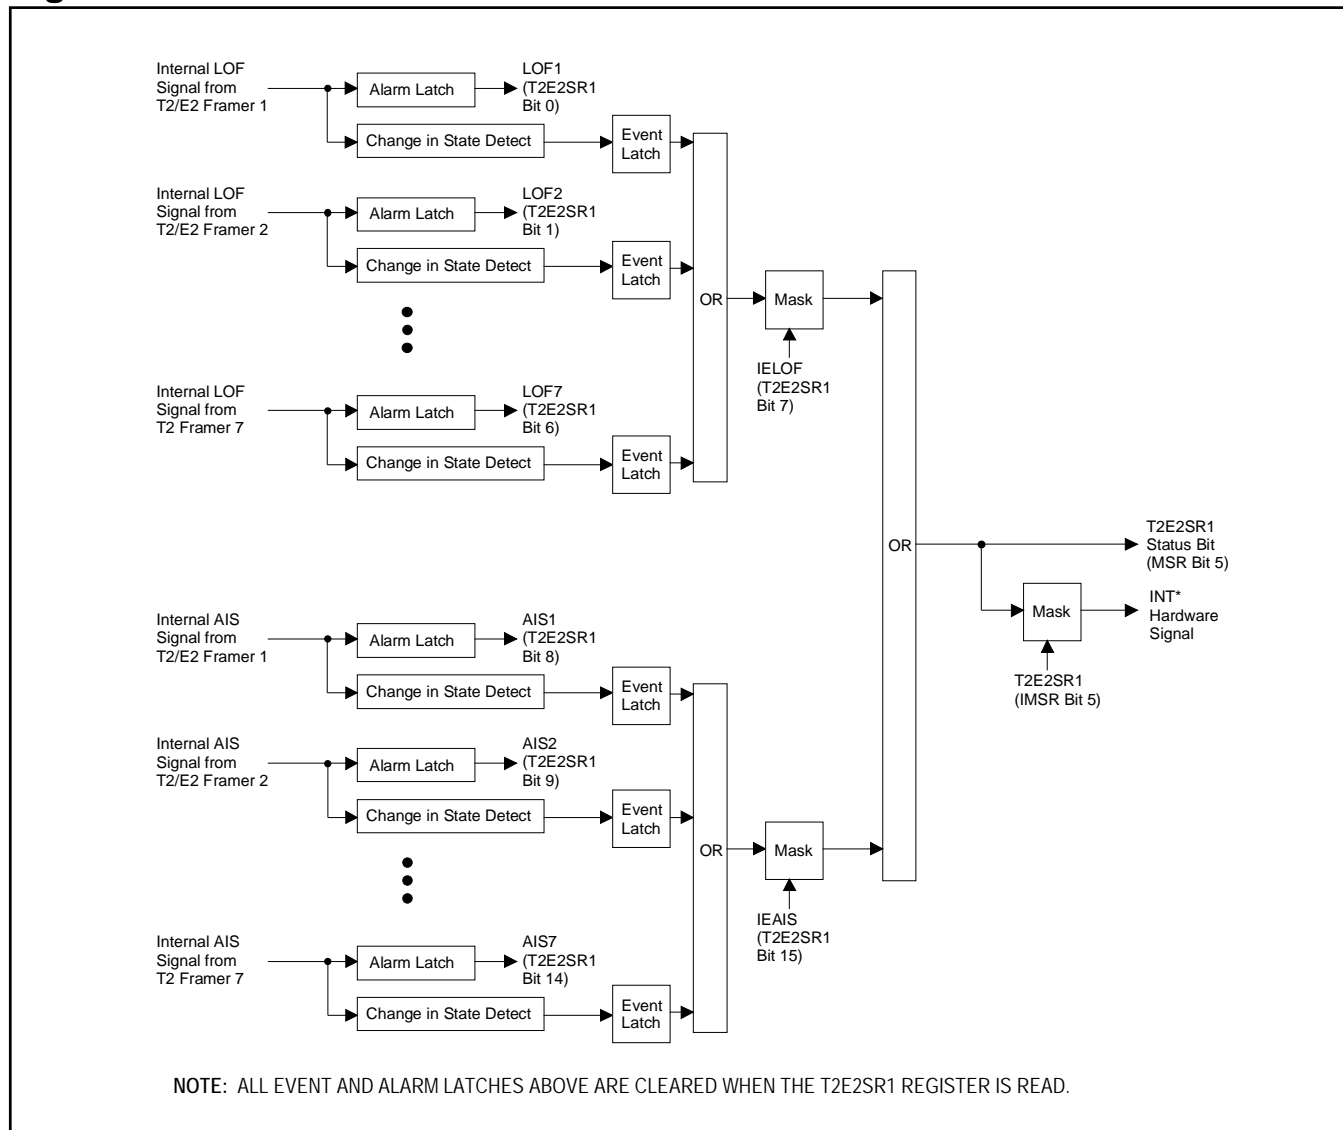 Internal LOF
Signal from
T2/E2 Framer 1
Alarm Latch
LOF1
(T2E2SR1
Bit 0)
Change in State Detect
Event
Latch
Internal LOF
Signal from
T2/E2 Framer 2
Alarm Latch
LOF2
(T2E2SR1
Bit 1)
Change in State Detect
Event
Latch
OR
Mask
IELOF
(T2E2SR1
Bit 7)
Internal LOF
Signal from
T2 Framer 7
Alarm Latch
LOF7
(T2E2SR1
Bit 6)
Change in State Detect
Event
Latch
OR
T2E2SR1
Status Bit
(MSR Bit 5)
Mask
INT*
Hardware
Signal
T2E2SR1
(IMSR Bit 5)
Internal AIS
Signal from
T2/E2 Framer 1
Alarm Latch
AIS1
(T2E2SR1
Bit 8)
Change in State Detect
Event
Latch
Internal AIS
Signal from
T2/E2 Framer 2
Alarm Latch
AIS2
(T2E2SR1
Bit 9)
Change in State Detect
Event
Latch
OR
Mask
IEAIS
(T2E2SR1
Bit 15)
Internal AIS
Signal from
T2 Framer 7
Alarm Latch
AIS7
(T2E2SR1
Bit 14)
Change in State Detect
Event
Latch
NOTE: ALL EVENT AND ALARM LATCHES ABOVE ARE CLEARED WHEN THE T2E2SR1 REGISTER IS READ.